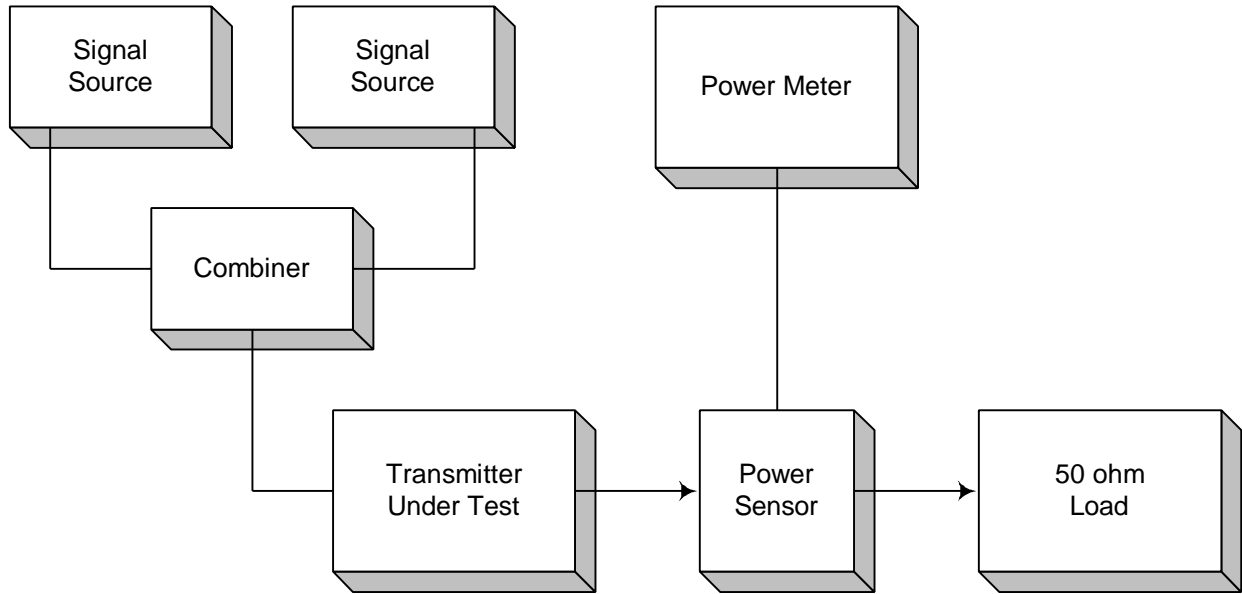 Signal
Source
Signal
Source
Power Meter
Combiner
Transmitter
Under Test
Power
Sensor
50 ohm
Load